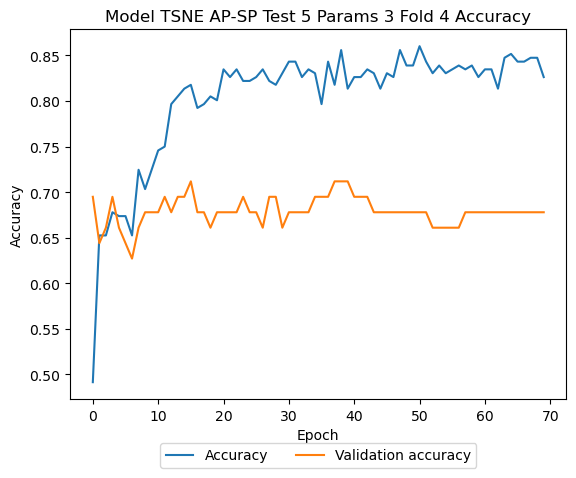 Model TSNE AP-SP Test 5 Params 3 Fold 4 Accuracy
0.85
0.80
0.75
0.70
0.65
0.60
0.55
0.50
Accuracy
0 10 20 30 40 50 60 70
Epoch
Accuracy Validation accuracy